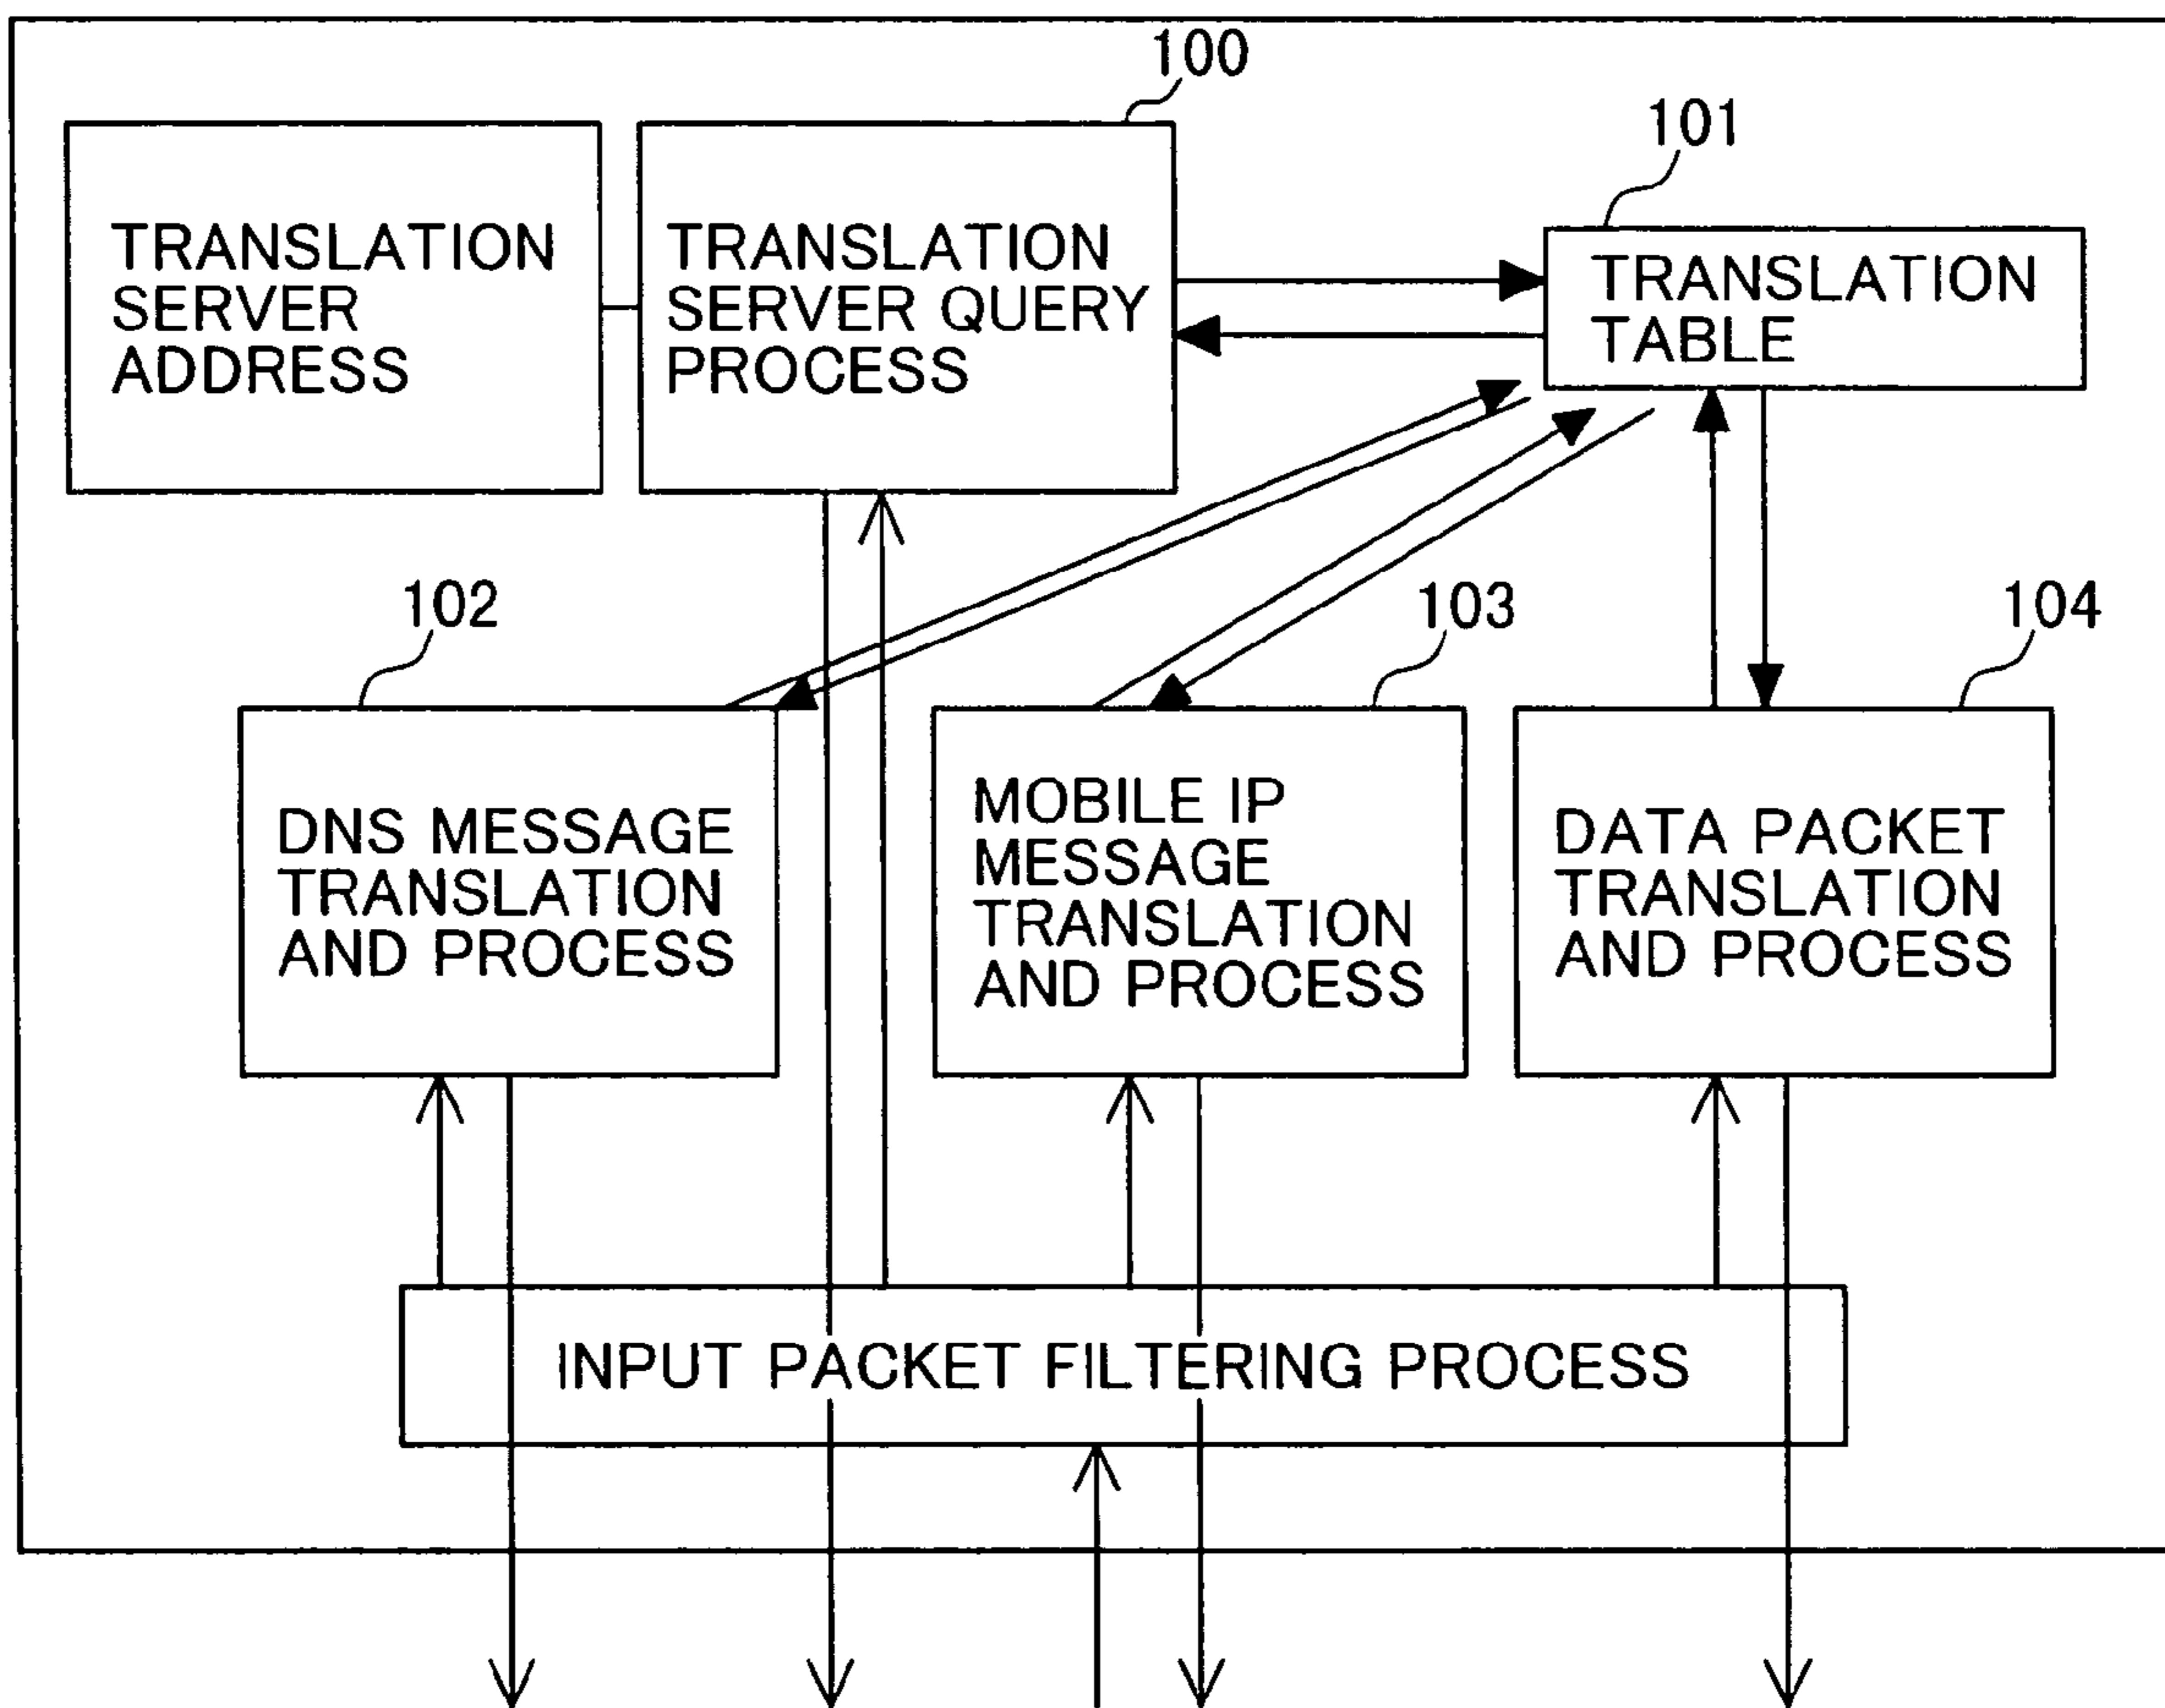 100
101
TRANSLATION
SERVER
ADDRESS
TRANSLATION
SERVER QUERY
PROCESS
TRANSLATION
TABLE
102
103
104
DNS MESSAGE
TRANSLATION
AND PROCESS
MOBILE IP
MESSAGE
TRANSLATION
AND PROCESS
DATA PACKET
TRANSLATION
AND PROCESS
INPUT PACKET FILTERING PROCESS